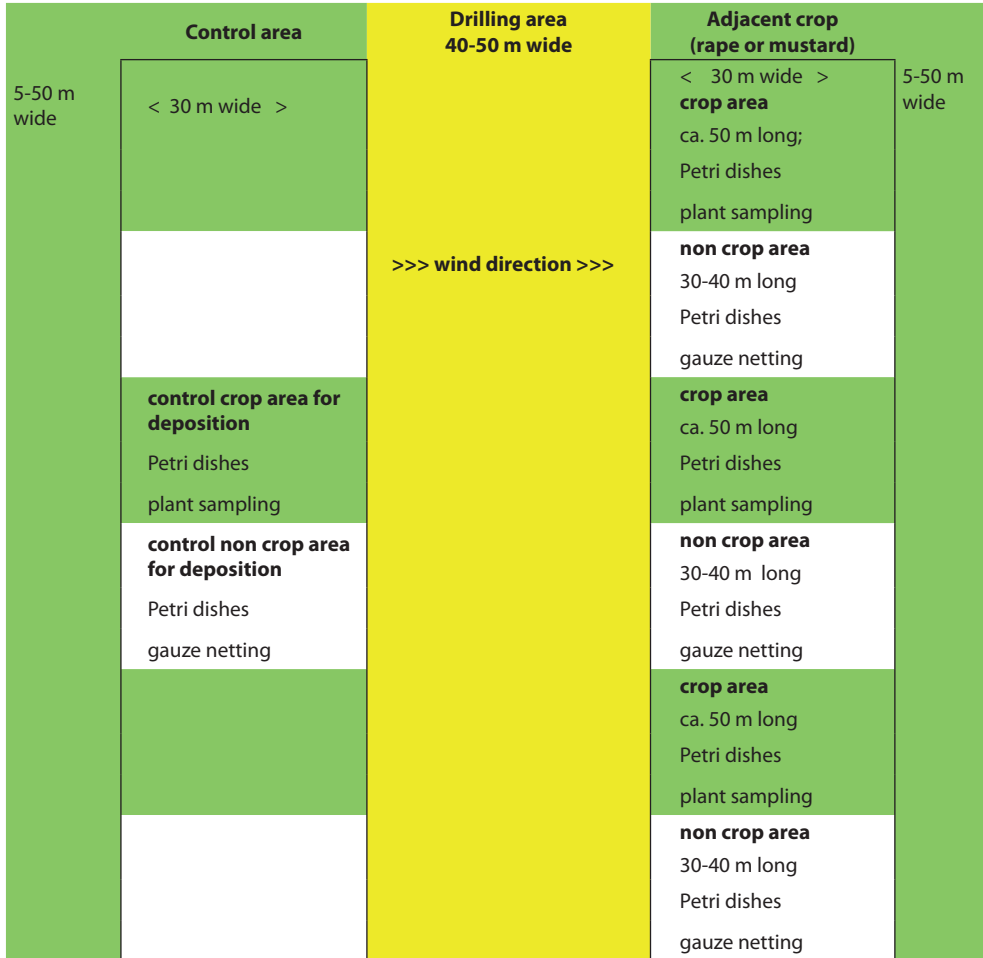 Control area
Drilling area
40-50 m wide
Adjacent crop
(rape or mustard)
5-50 m
wide
< 30 m wide >
< 30 m wide >
crop area
ca. 50 m long;
Petri dishes
plant sampling
5-50 m
wide
>>> wind direction >>>
non crop area
30-40 m long
Petri dishes
gauze netting
control crop area for
deposition
Petri dishes
plant sampling
crop area
ca. 50 m long
Petri dishes
plant sampling
control non crop area
for deposition
Petri dishes
gauze netting
non crop area
30-40 m long
Petri dishes
gauze netting
crop area
ca. 50 m long
Petri dishes
plant sampling
non crop area
30-40 m long
Petri dishes
gauze netting